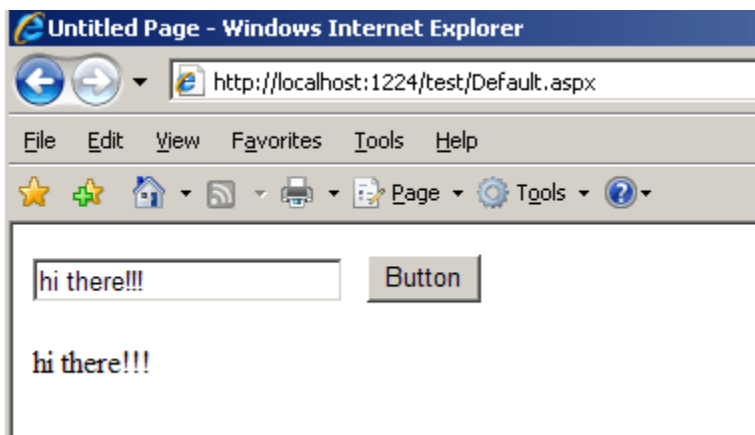 Untitled Page - Windows Internet Explorer
http://localhost:1224/test/Default.aspx
File Edit View Favorites Tools Help
Page Tools
hi there!!! Button
hi there!!!